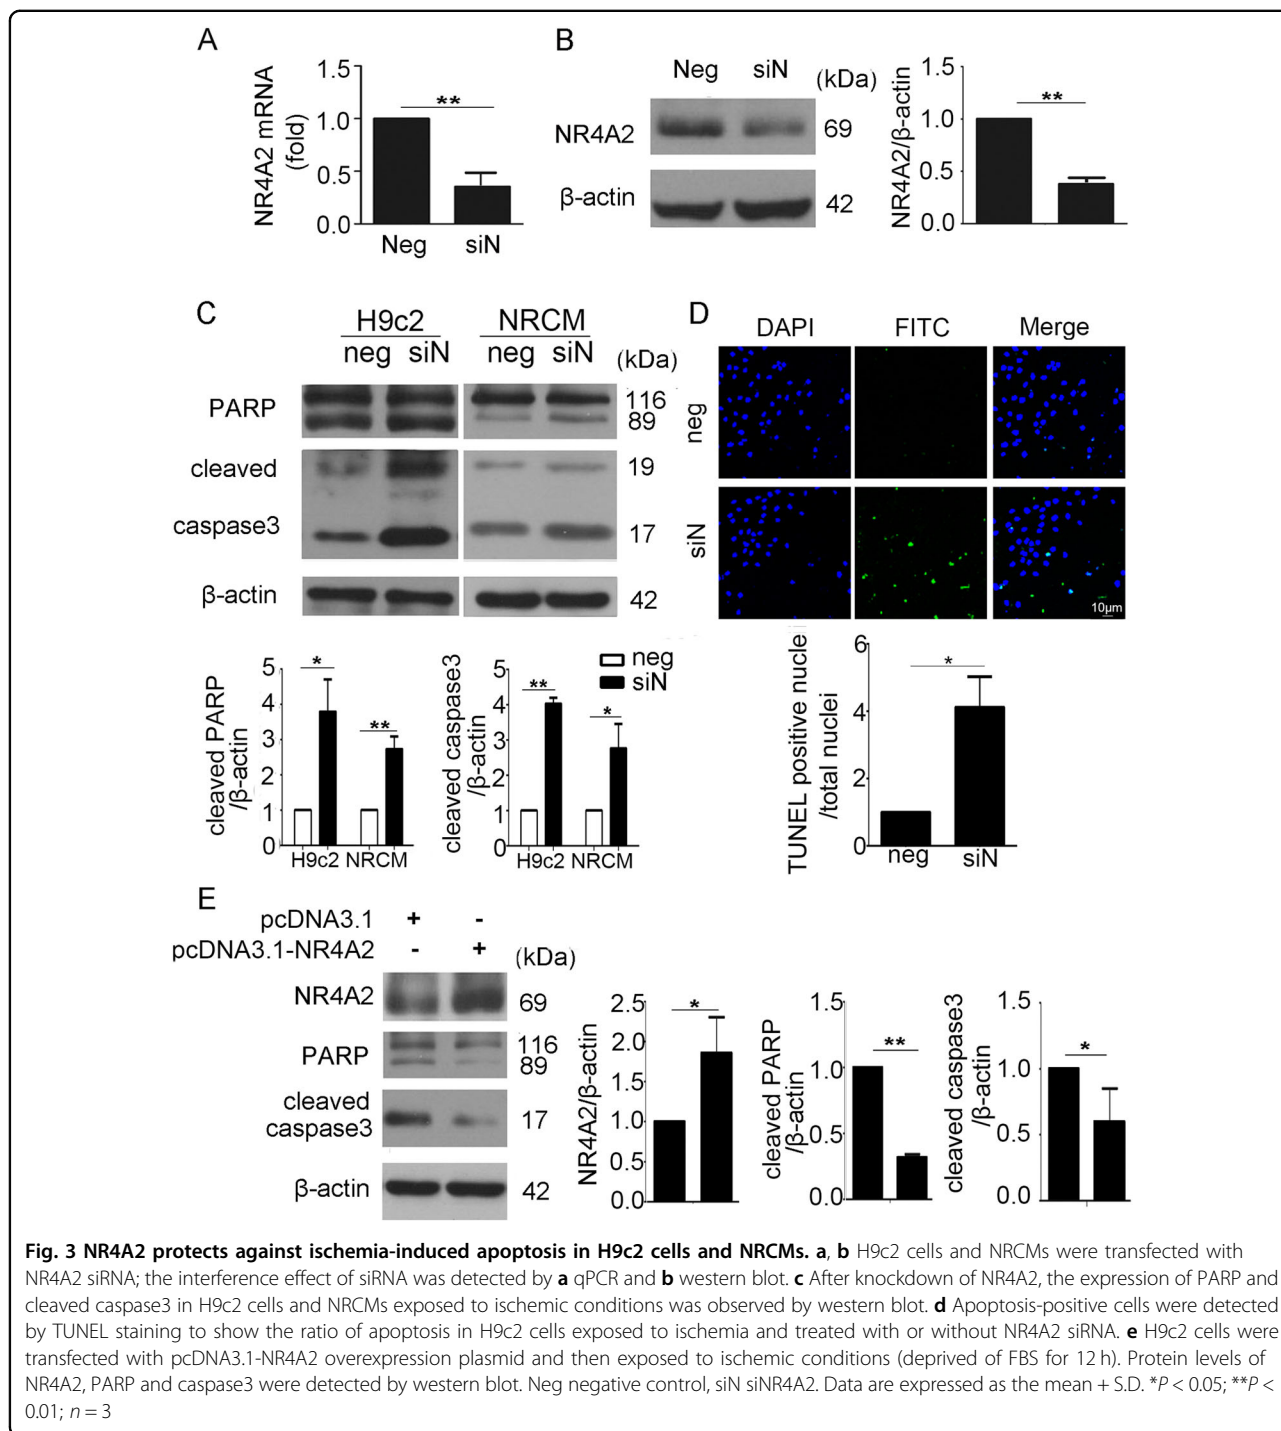 A
NR4A2 mRNA
(fold)
1.5
1.0
0.5
0.0
**
Neg siN
B
Neg siN (kDa)
NR4A2 69
β-actin 42
NR4A2/β-actin
1.5
1.0
0.5
0.0
**
C
H9c2 NRCM
neg siN neg siN (kDa)
PARP 116
89
cleaved 19
caspase3 17
β-actin 42
cleaved PARP
/β-actin
5
4
3
2
1
0
*
**
H9c2 NRCM
cleaved caspase3
/β-actin
5
4
3
2
1
0
**
*
H9c2 NRCM
neg
siN
D
DAPI FITC Merge
neg
siN
10μm
TUNEL positive nuclei
/total nuclei
6
4
2
0
*
neg siN
E
pcDNA3.1 + -
pcDNA3.1-NR4A2 - + (kDa)
NR4A2 69
PARP 116
89
cleaved
caspase3 17
β-actin 42
NR4A2/β-actin
2.5
2.0
1.5
1.0
0.5
0.0
*
cleaved PARP
/β-actin
1.5
1.0
0.5
0.0
**
cleaved caspase3
/β-actin
1.5
1.0
0.5
0.0
*
Fig. 3 NR4A2 protects against ischemia-induced apoptosis in H9c2 cells and NRCMs. a, b H9c2 cells and NRCMs were transfected with
NR4A2 siRNA; the interference effect of siRNA was detected by a qPCR and b western blot. c After knockdown of NR4A2, the expression of PARP and
cleaved caspase3 in H9c2 cells and NRCMs exposed to ischemic conditions was observed by western blot. d Apoptosis-positive cells were detected
by TUNEL staining to show the ratio of apoptosis in H9c2 cells exposed to ischemia and treated with or without NR4A2 siRNA. e H9c2 cells were
transfected with pcDNA3.1-NR4A2 overexpression plasmid and then exposed to ischemic conditions (deprived of FBS for 12 h). Protein levels of
NR4A2, PARP and caspase3 were detected by western blot. Neg negative control, siN siNR4A2. Data are expressed as the mean + S.D. *P < 0.05; **P <
0.01; n = 3